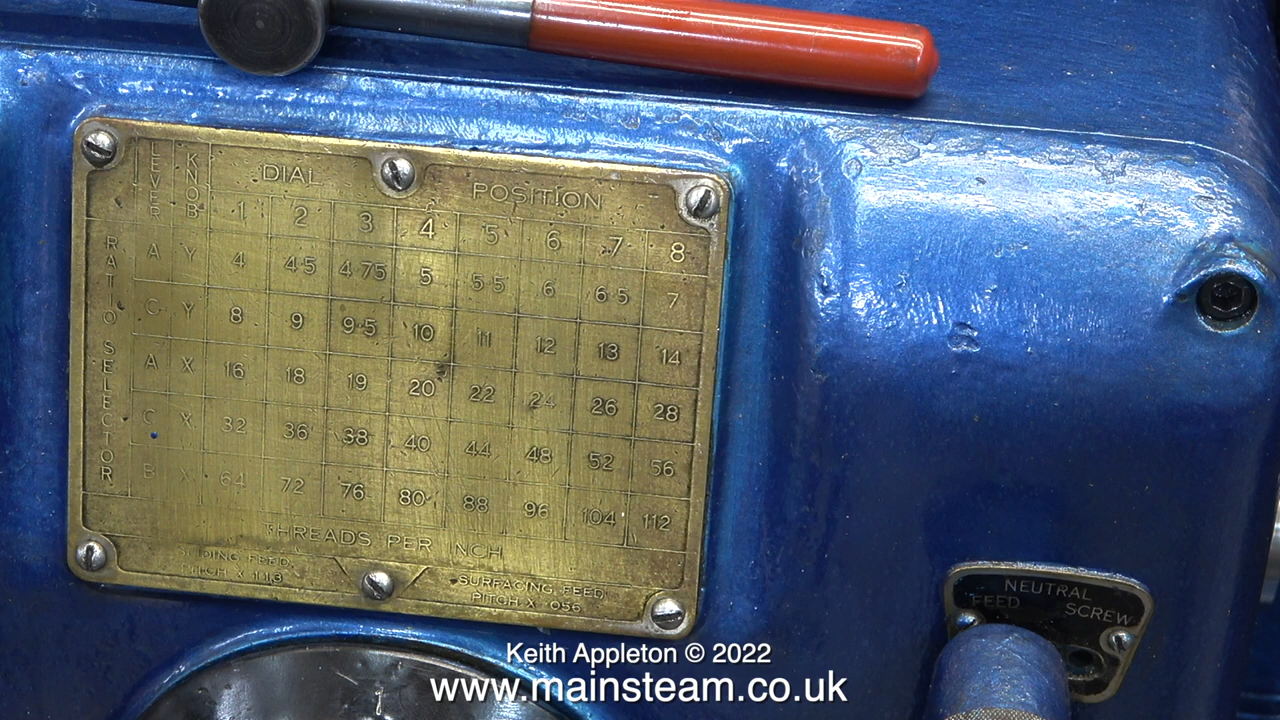 LEVER KNOB DIAL POSITION
1 2 3 4 5 6 7 8
RATIO SELECTOR
A Y 4 4·5 4·75 5 5·5 6 6·5 7
C Y 8 9 9·5 10 11 12 13 14
A X 16 18 19 20 22 24 26 28
C X 32 36 38 40 44 48 52 56
B X 64 72 76 80 88 96 104 112
THREADS PER INCH
SLIDING FEED
PITCH X
SURFACING FEED
PITCH X ·056
NEUTRAL
FEED SCREW
Keith Appleton © 2022
www.mainsteam.co.uk